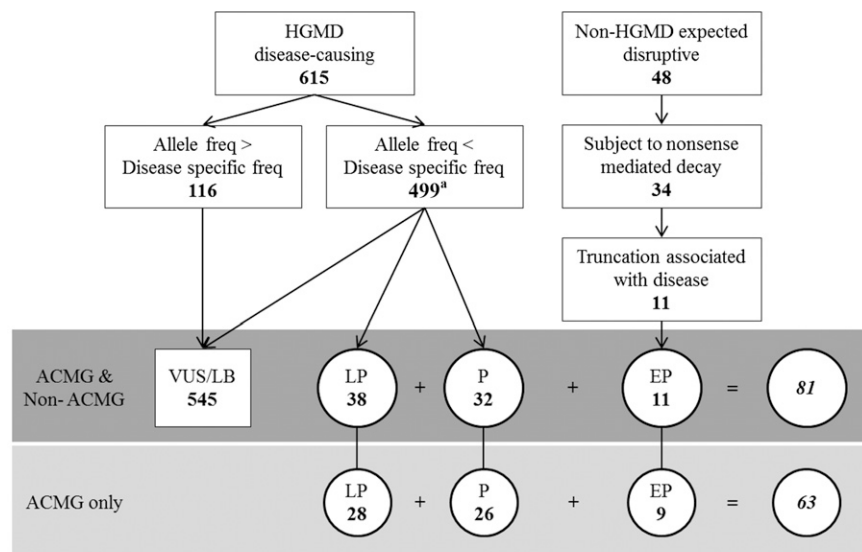 HGMD
disease-causing
615
Non-HGMD expected
disruptive
48
Allele freq >
Disease specific freq
116
Allele freq <
Disease specific freq
499ᵃ
Subject to nonsense
mediated decay
34
Truncation associated
with disease
11
ACMG &
Non- ACMG
VUS/LB
545
LP
38
+
P
32
+
EP
11
=
81
ACMG only
LP
28
+
P
26
+
EP
9
=
63